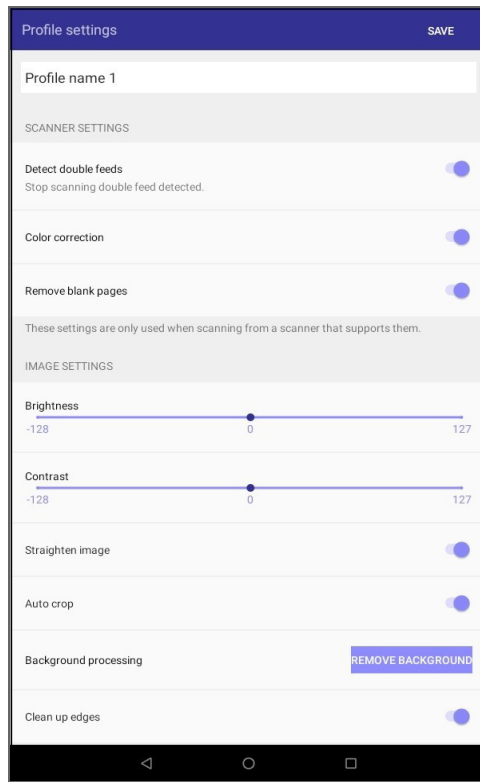 Profile settings
SAVE
Profile name 1
SCANNER SETTINGS
Detect double feeds
Stop scanning double feed detected.
Color correction
Remove blank pages
These settings are only used when scanning from a scanner that supports them.
IMAGE SETTINGS
Brightness
-128 0 127
Contrast
-128 0 127
Straighten image
Auto crop
Background processing
REMOVE BACKGROUND
Clean up edges